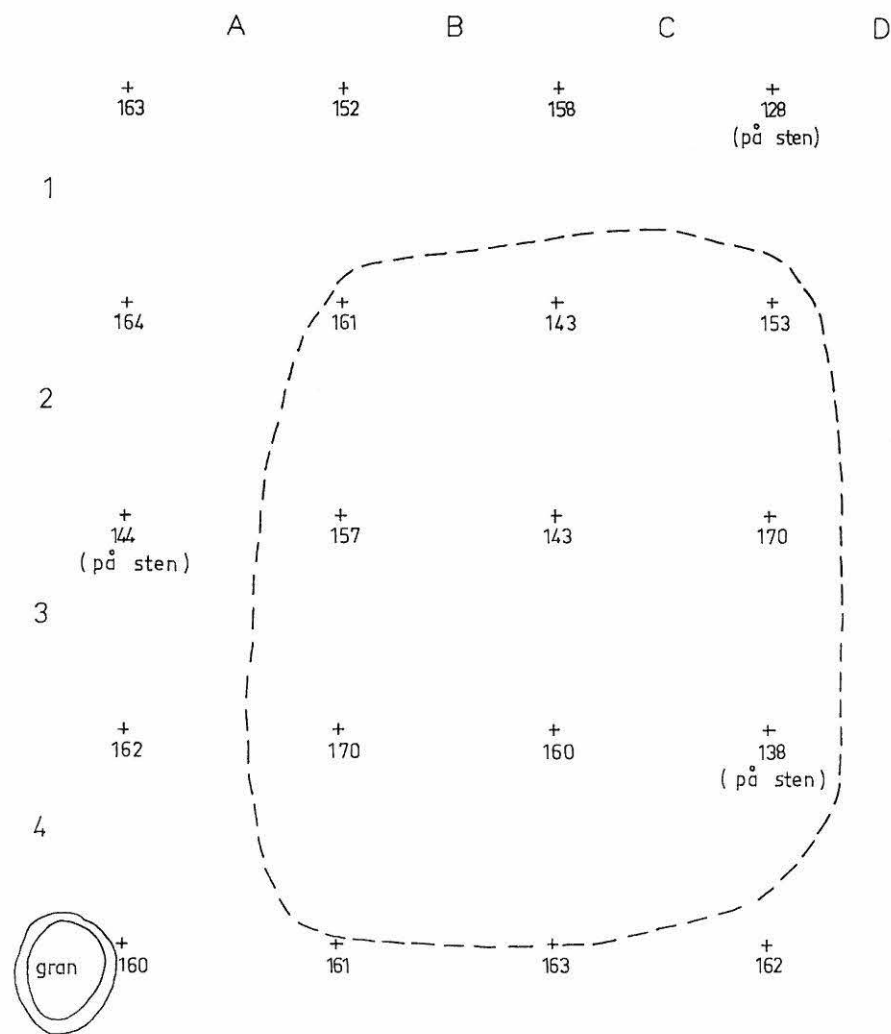 A B C D
163 152 158 128
(på sten)
1
164 161 143 153
2
144 157 143 170
(på sten)
3
162 170 160 138
(på sten)
4
gran 160 161 163 162